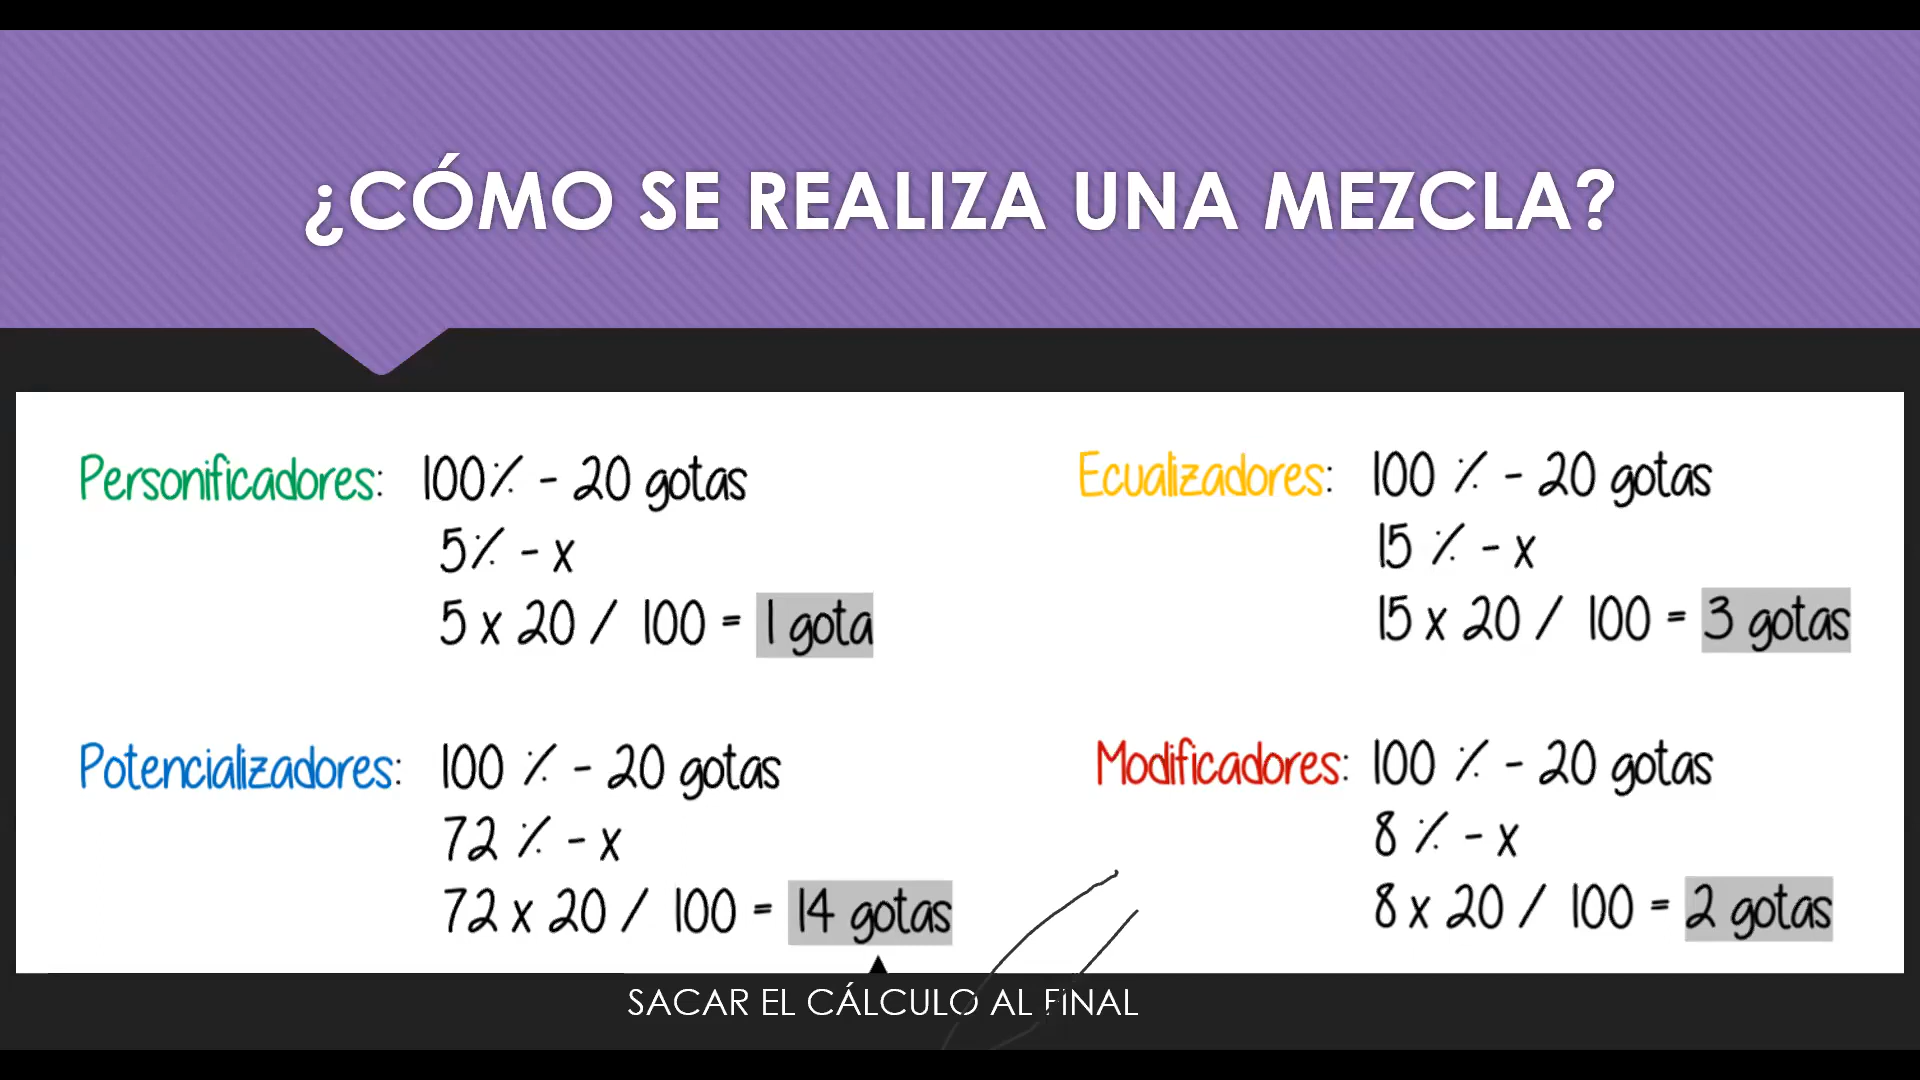 ¿CÓMO SE REALIZA UNA MEZCLA?
Personificadores: 100% - 20 gotas
5% - x
5 x 20 / 100 = 1 gota
Ecualizadores: 100 % - 20 gotas
15 % - x
15 x 20 / 100 = 3 gotas
Potencializadores: 100 % - 20 gotas
72 % - x
72 x 20 / 100 = 14 gotas
Modificadores: 100 % - 20 gotas
8 % - x
8 x 20 / 100 = 2 gotas
SACAR EL CÁLCULO AL FINAL